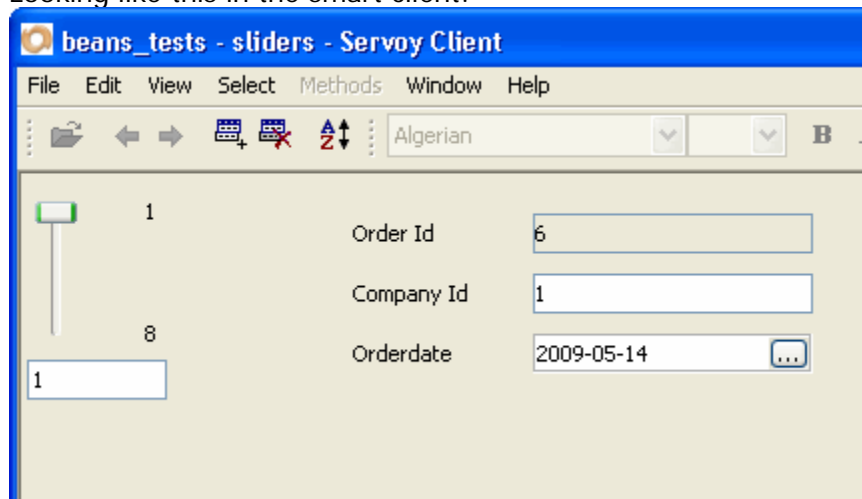 Looking like this in the smart client:
beans_tests - sliders - Servoy Client
File Edit View Select Methods Window Help
Algerian B
1
Order Id 6
Company Id 1
8
Orderdate 2009-05-14 ...
1